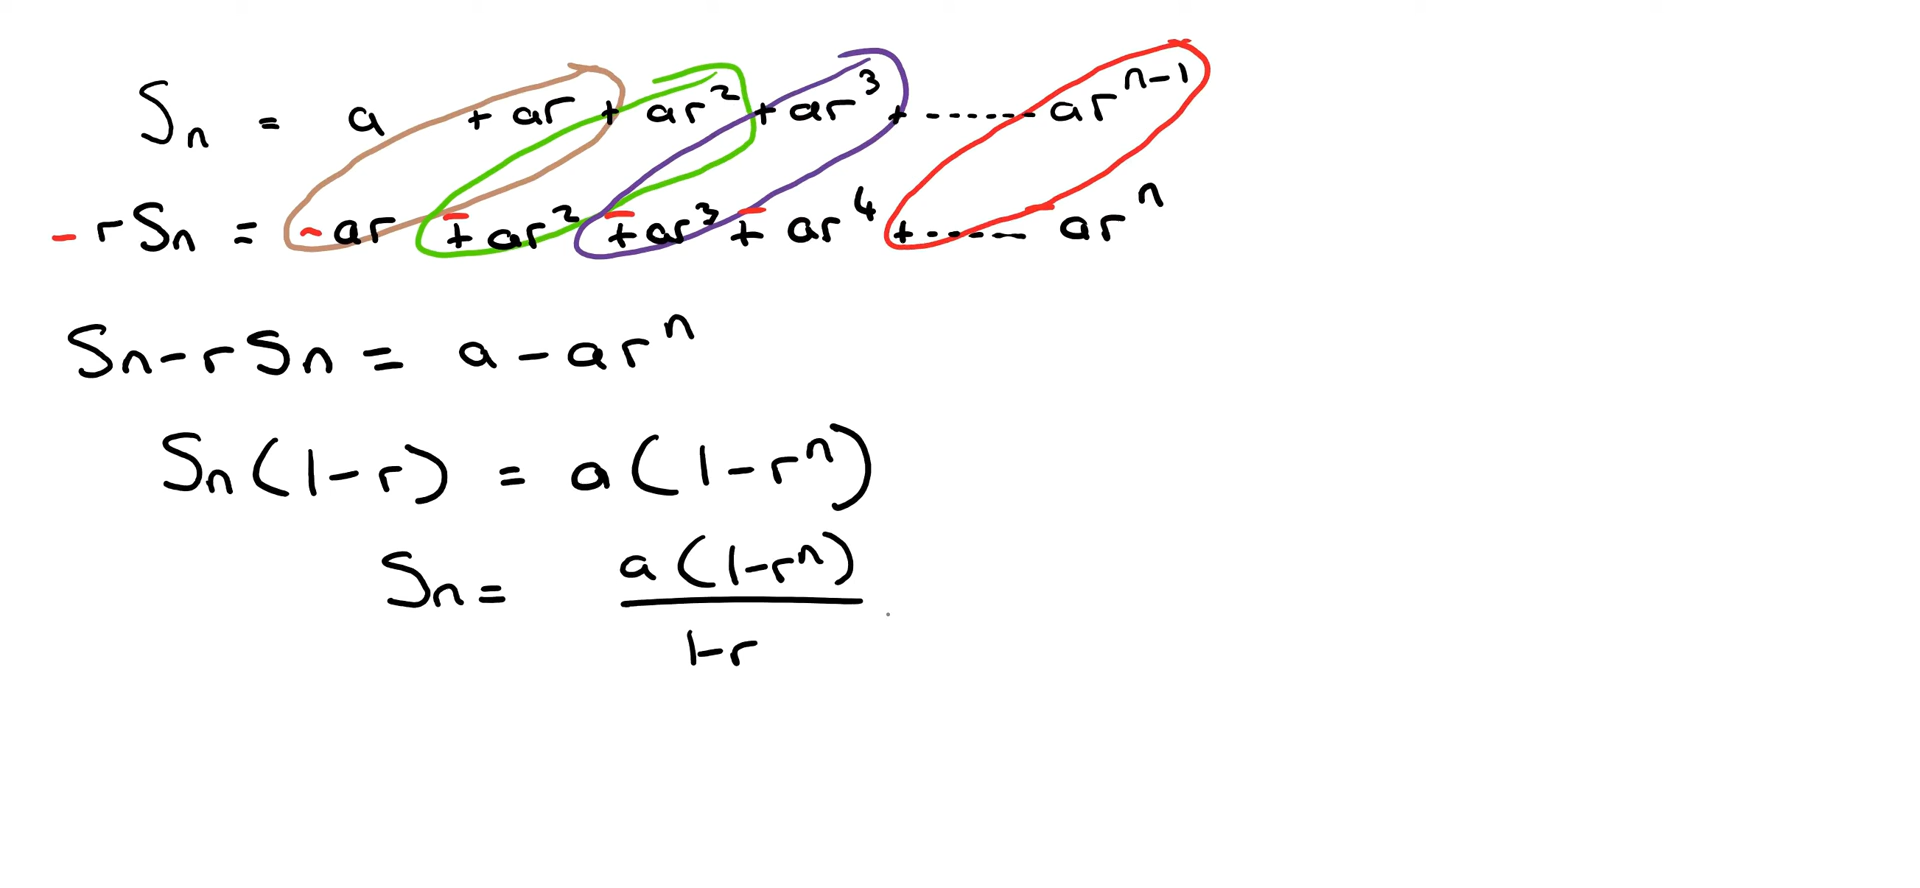 Sn = a + ar + ar² + ar³ + ------- ar^(n-1)
- rSn = - ar ∓ ar² ∓ ar³ ∓ ar⁴ + ------ - ar^n
Sn - rSn = a - ar^n
Sn(1-r) = a(1-r^n)
Sn = a(1-r^n)
1-r